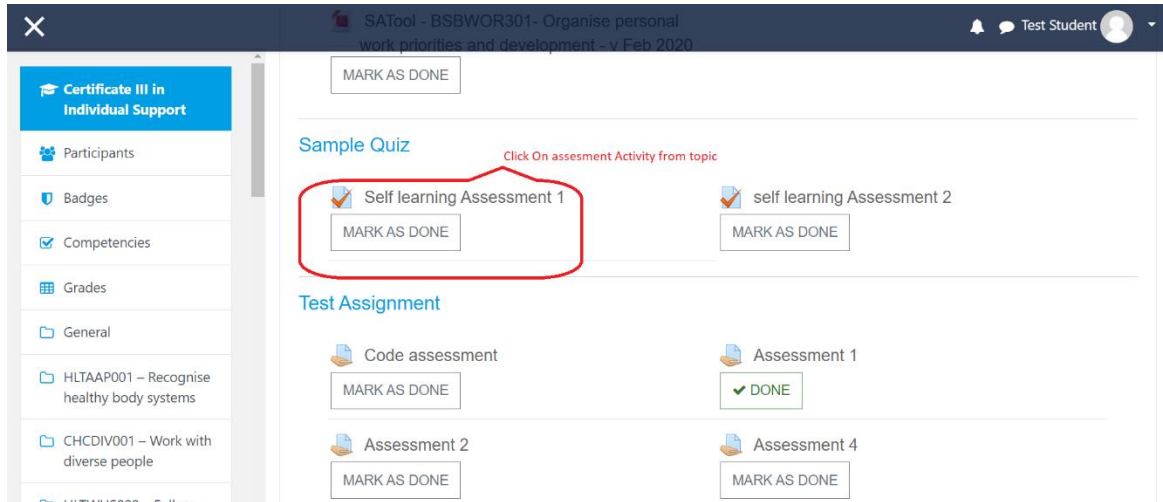 SATool - BSBWOR301- Organise personal
work priorities and development - v Feb 2020
Test Student
MARK AS DONE
Certificate III in
Individual Support
Participants
Badges
Competencies
Grades
General
HLTAAP001 – Recognise
healthy body systems
CHCDIV001 – Work with
diverse people
Sample Quiz
Click On assesment Activity from topic
Self learning Assessment 1
self learning Assessment 2
MARK AS DONE
MARK AS DONE
Test Assignment
Code assessment
Assessment 1
MARK AS DONE
DONE
Assessment 2
Assessment 4
MARK AS DONE
MARK AS DONE